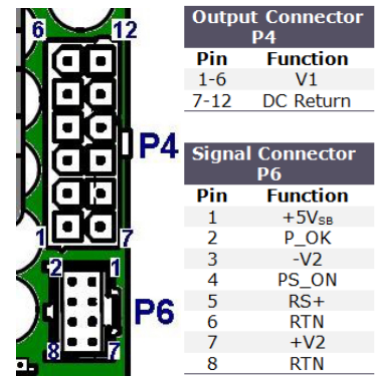 6 12
P4
1 7
2 1
P6
8 7
Output Connector
P4
Pin Function
1-6 V1
7-12 DC Return
Signal Connector
P6
Pin Function
1 +5VSB
2 P_OK
3 -V2
4 PS_ON
5 RS+
6 RTN
7 +V2
8 RTN